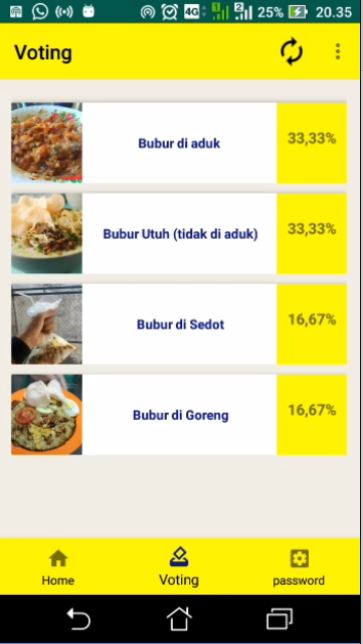 4G
25%
20.35
Voting
Bubur di aduk
33,33%
Bubur Utuh (tidak di aduk)
33,33%
Bubur di Sedot
16,67%
Bubur di Goreng
16,67%
Home
Voting
password